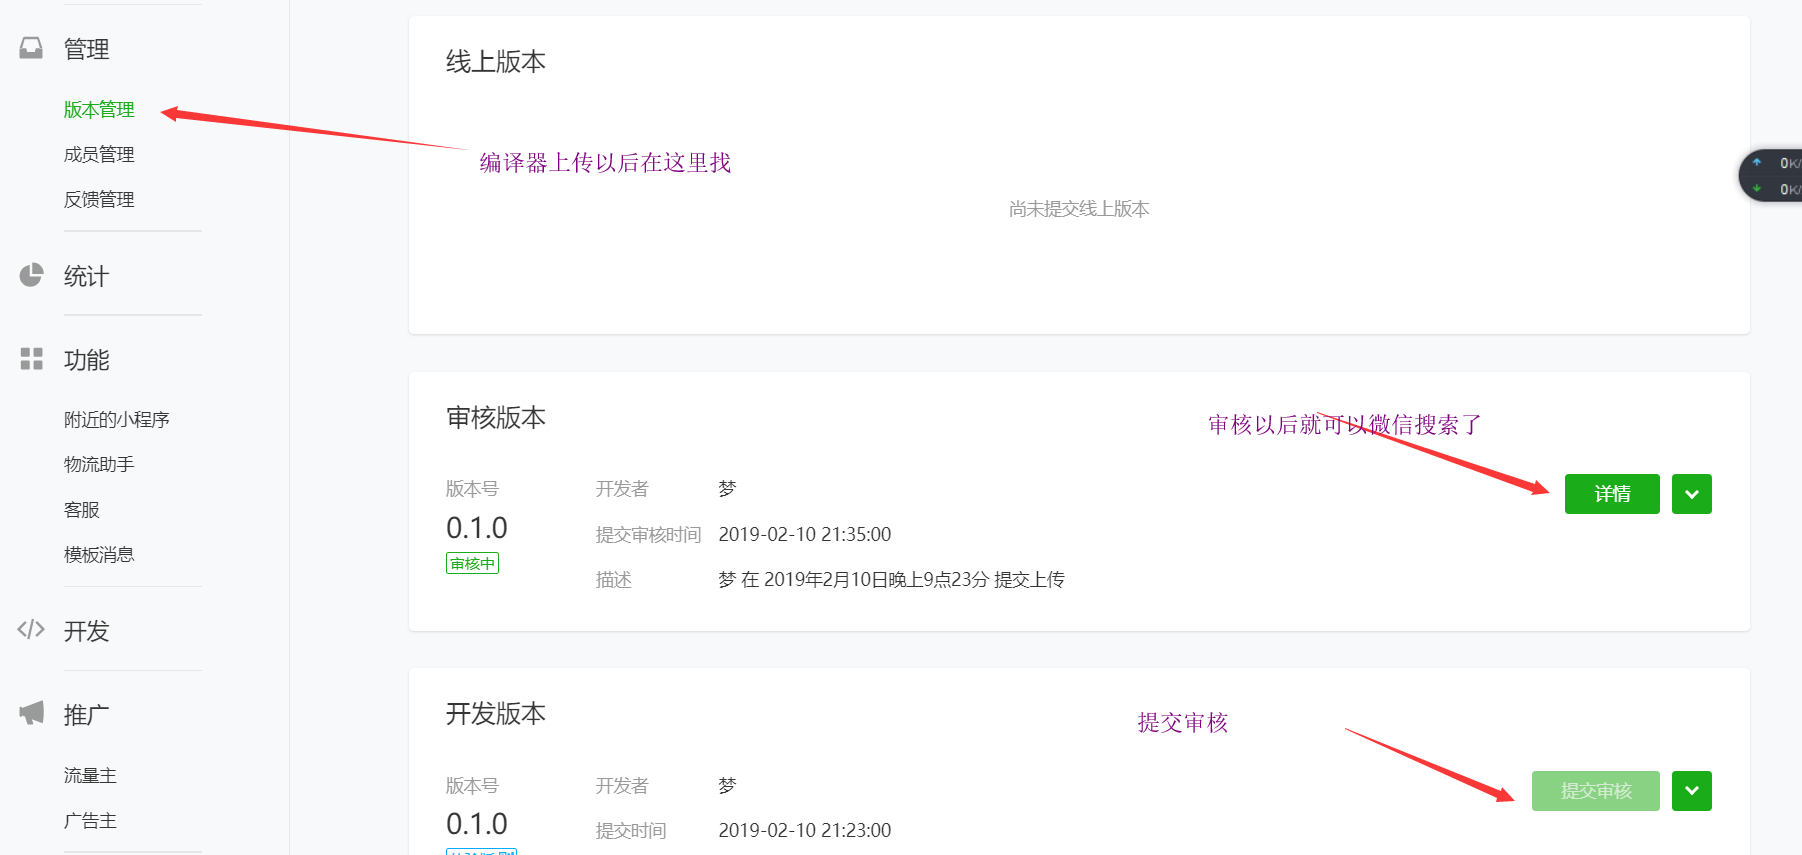 管理
版本管理
成员管理
反馈管理
统计
功能
附近的小程序
物流助手
客服
模板消息
开发
推广
流量主
广告主
线上版本
编译器上传以后在这里找
尚未提交线上版本
0K/
0K/
审核版本
审核以后就可以微信搜索了
版本号
0.1.0
审核中
开发者 梦
提交审核时间 2019-02-10 21:35:00
描述 梦 在 2019年2月10日晚上9点23分 提交上传
详情
开发版本
提交审核
版本号
0.1.0
开发者 梦
提交时间 2019-02-10 21:23:00
提交审核